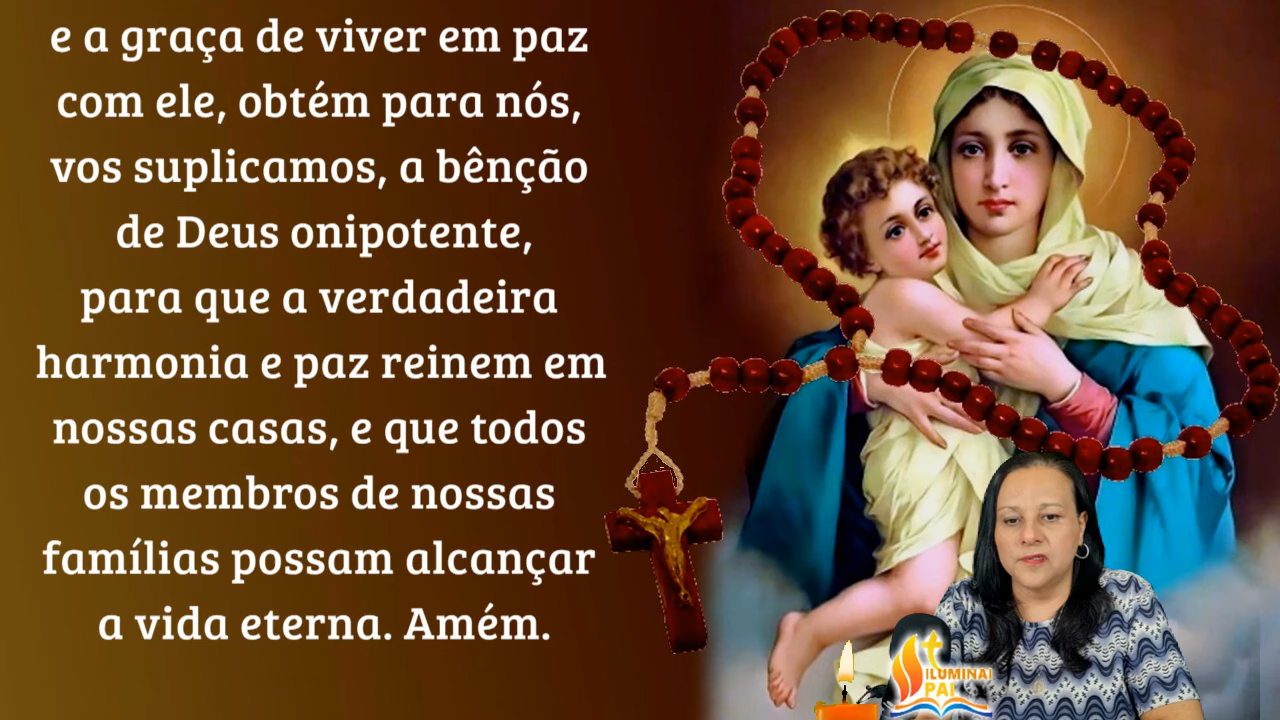 e a graça de viver em paz
com ele, obtém para nós,
vos suplicamos, a bênção
de Deus onipotente,
para que a verdadeira
harmonia e paz reinem em
nossas casas, e que todos
os membros de nossas
famílias possam alcançar
a vida eterna. Amém.
ILUMINAI
PAI